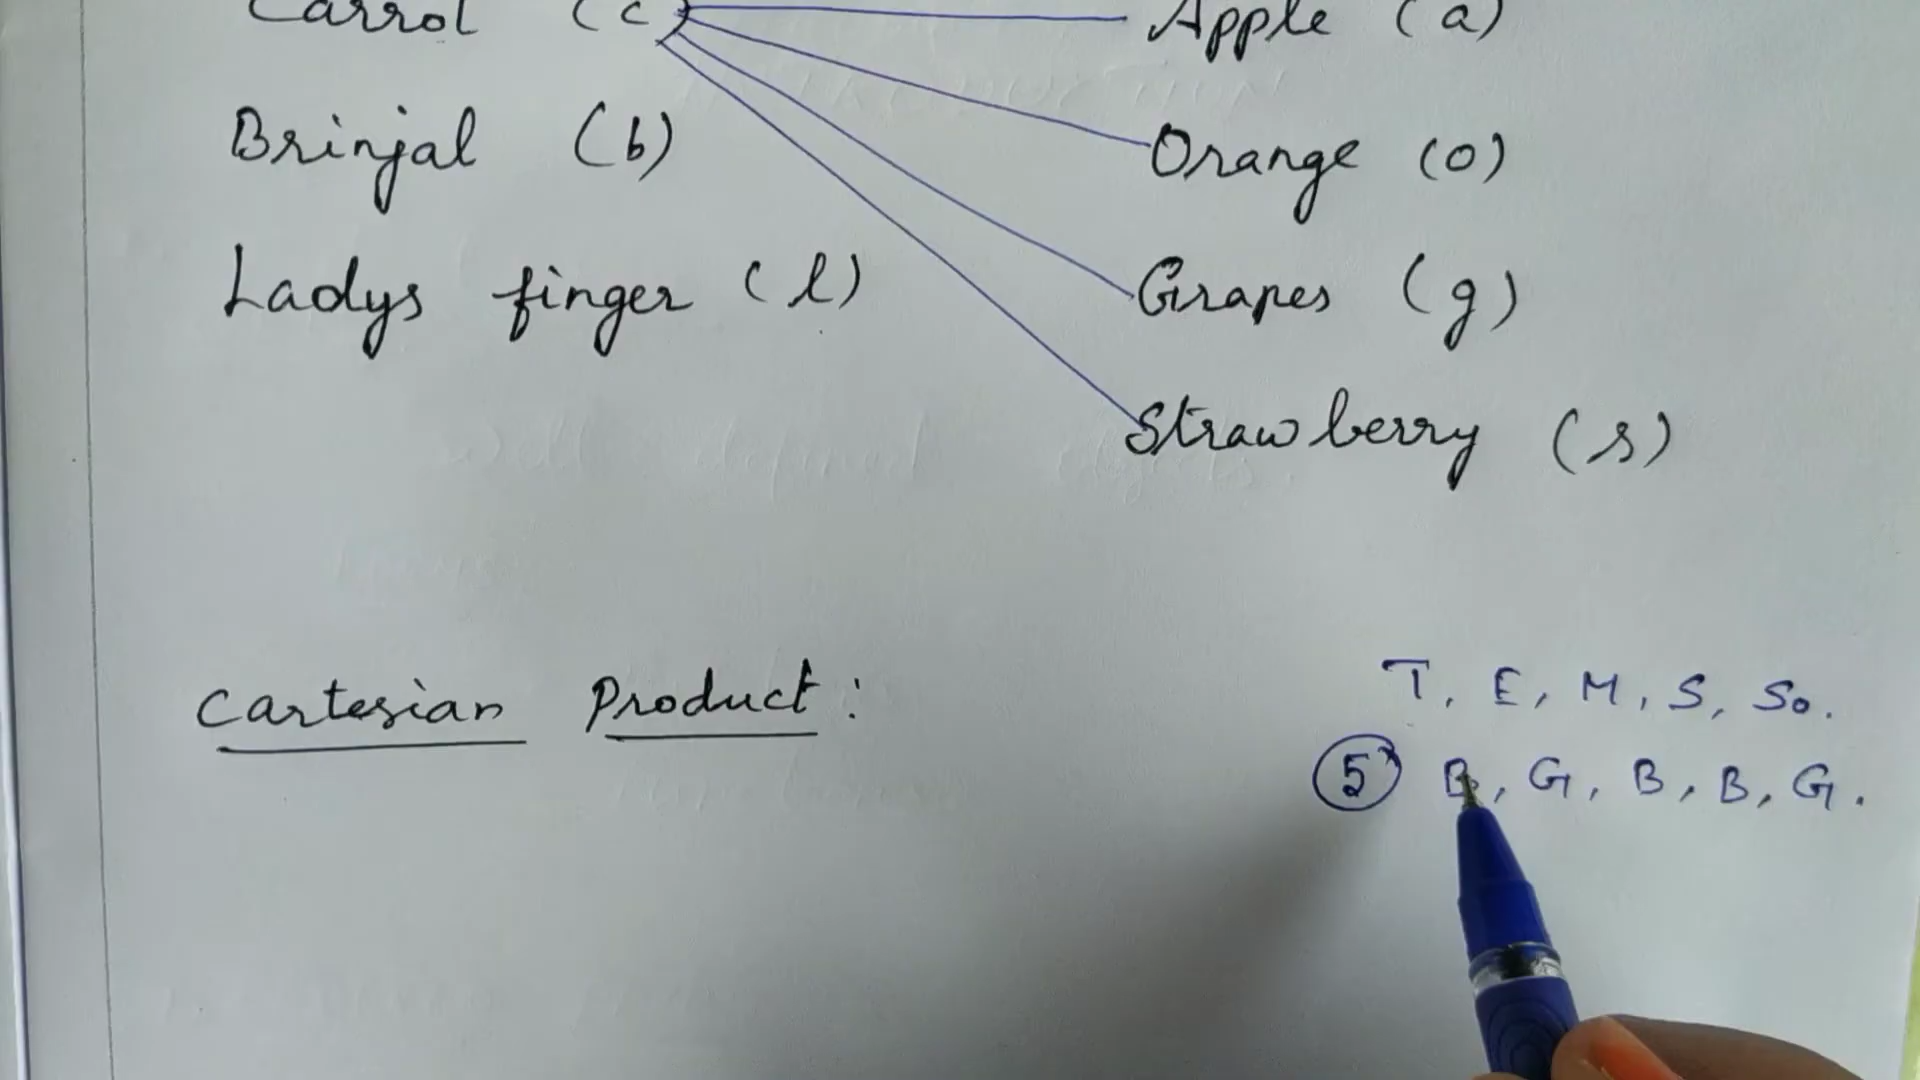 Carrot (c) Apple (a)
Brinjal (b) Orange (o)
Ladys finger (l) Grapes (g)
Strawberry (s)
Cartesian Product :
T, E, M, S, So.
5 B, G, B, B, G.